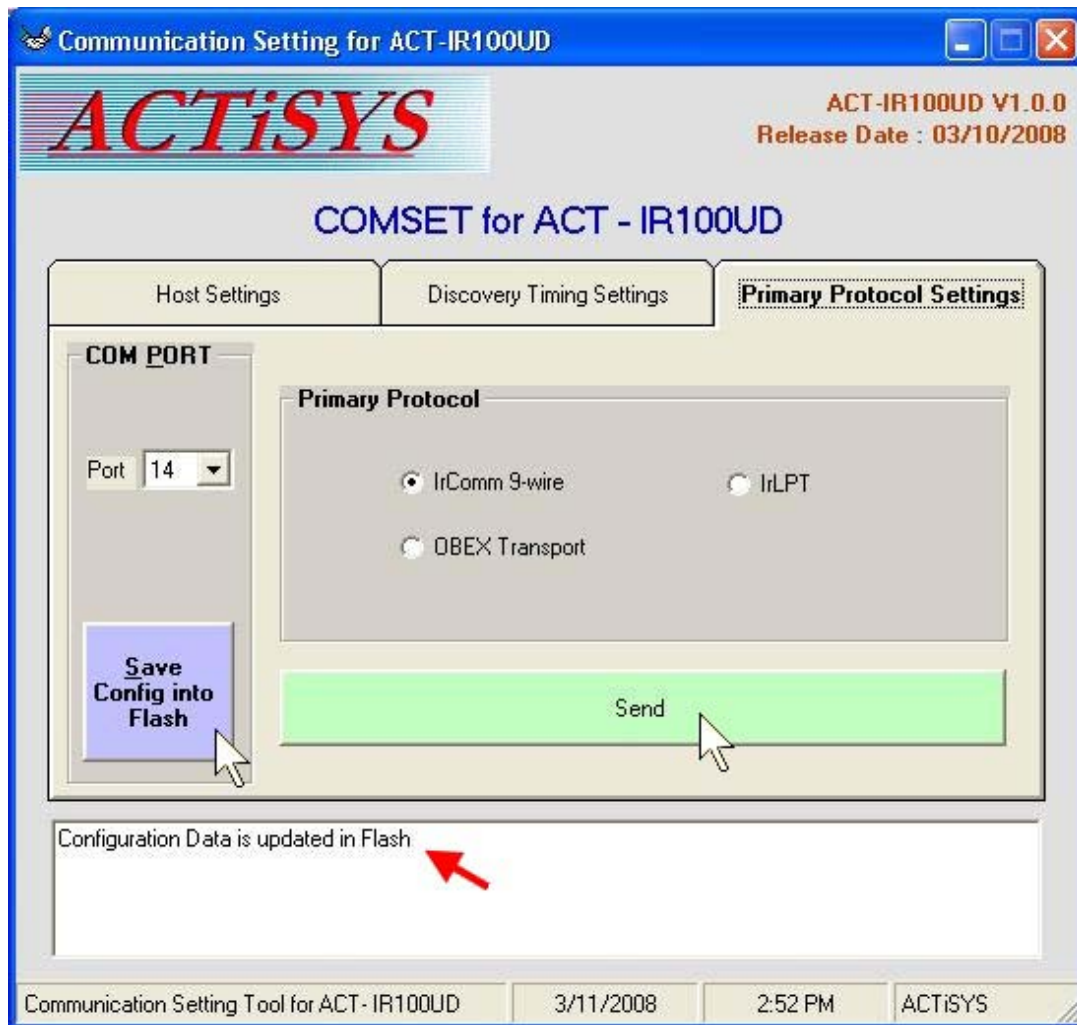 Communication Setting for ACT-IR100UD
ACTiSYS
ACT-IR100UD V1.0.0
Release Date : 03/10/2008
COMSET for ACT - IR100UD
Host Settings
Discovery Timing Settings
Primary Protocol Settings
COM PORT
Port 14
Save
Config into
Flash
Primary Protocol
IrComm 9-wire
IrLPT
OBEX Transport
Send
Configuration Data is updated in Flash
Communication Setting Tool for ACT- IR100UD
3/11/2008
2:52 PM
ACTiSYS